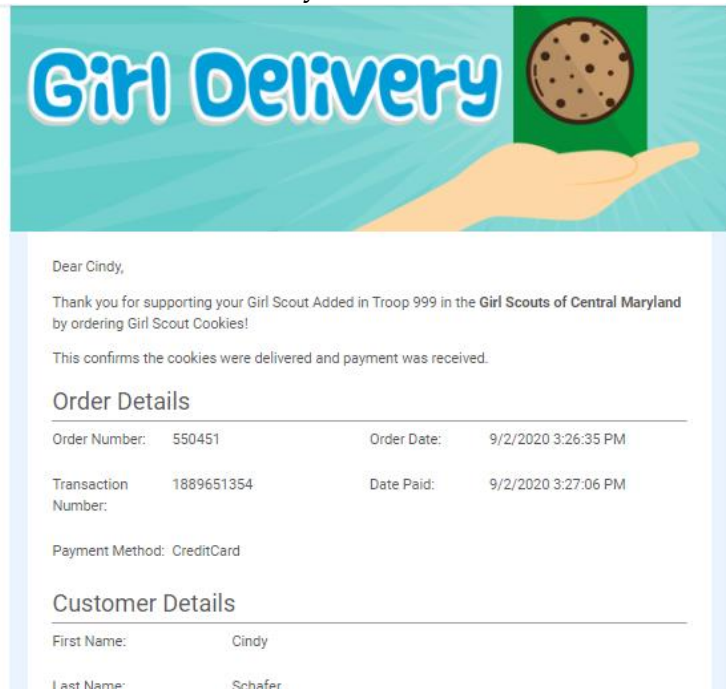 Girl Delivery
Dear Cindy,
Thank you for supporting your Girl Scout Added in Troop 999 in the Girl Scouts of Central Maryland
by ordering Girl Scout Cookies!
This confirms the cookies were delivered and payment was received.
Order Details
Order Number: 550451 Order Date: 9/2/2020 3:26:35 PM
Transaction Number: 1889651354 Date Paid: 9/2/2020 3:27:06 PM
Payment Method: CreditCard
Customer Details
First Name: Cindy
Last Name: Schafer